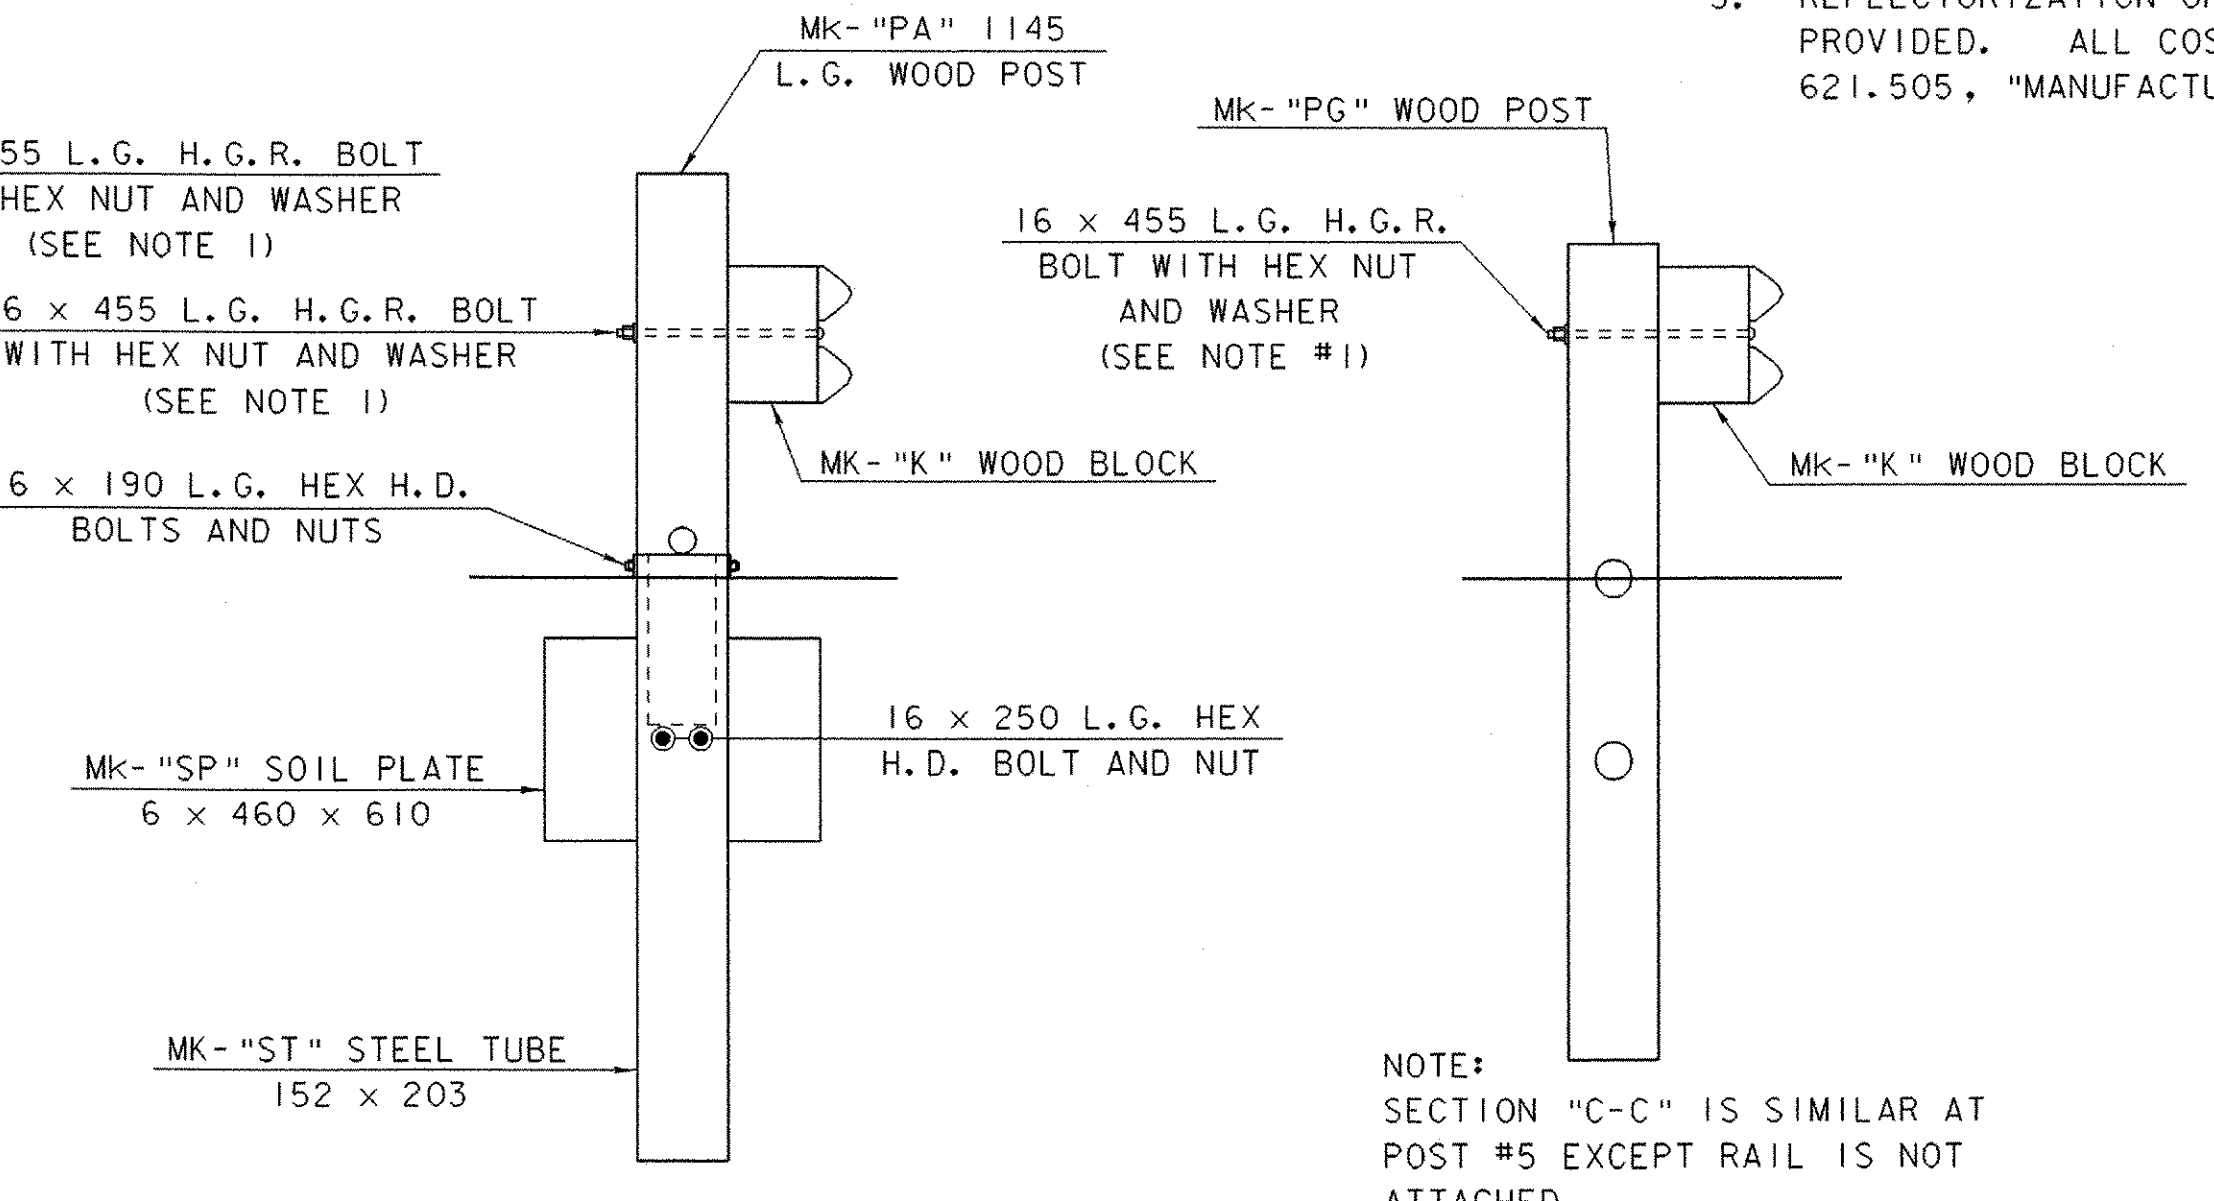 MK-"PA" 1145
L.G. WOOD POST
PROVIDED. ALL
621.505, "
MK-"PG" WOOD POST
55 L.G. H.G.R. BOLT
HEX NUT AND WASHER
(SEE NOTE 1)
16 x 455 L.G. H.G.R.
BOLT WITH HEX NUT
AND WASHER
(SEE NOTE #1)
6 x 455 L.G. H.G.R. BOLT
WITH HEX NUT AND WASHER
(SEE NOTE 1)
MK-"K" WOOD BLOCK
MK-"K" WOOD BLOCK
6 x 190 L.G. HEX H.D.
BOLTS AND NUTS
16 x 250 L.G. HEX
H.D. BOLT AND NUT
MK-"SP" SOIL PLATE
6 x 460 x 610
MK-"ST" STEEL TUBE
152 x 203
NOTE:
SECTION "C-C" IS SIMILAR AT
POST #5 EXCEPT RAIL IS NOT